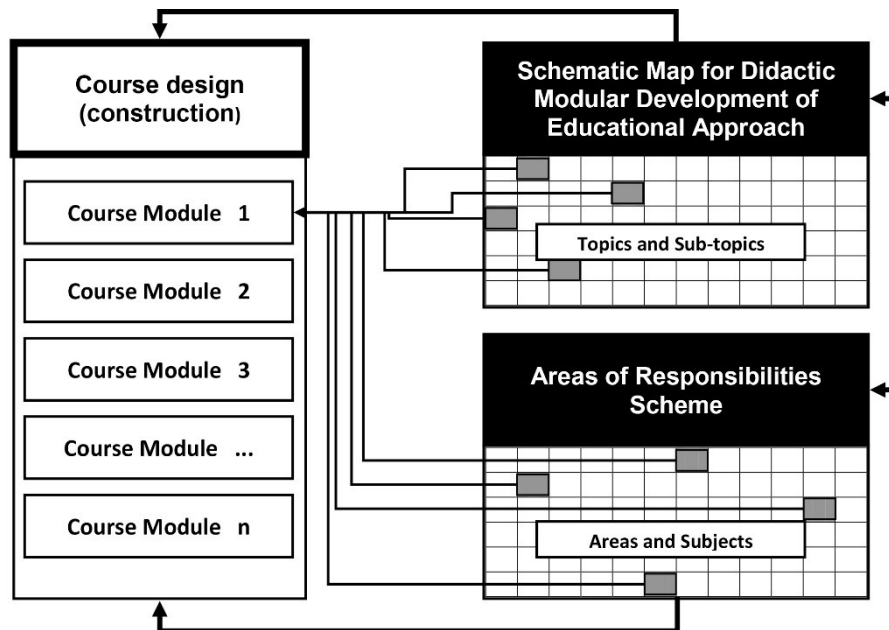 Course design
(construction)
Course Module 1
Course Module 2
Course Module 3
Course Module ...
Course Module n
Schematic Map for Didactic
Modular Development of
Educational Approach
Topics and Sub-topics
Areas of Responsibilities
Scheme
Areas and Subjects